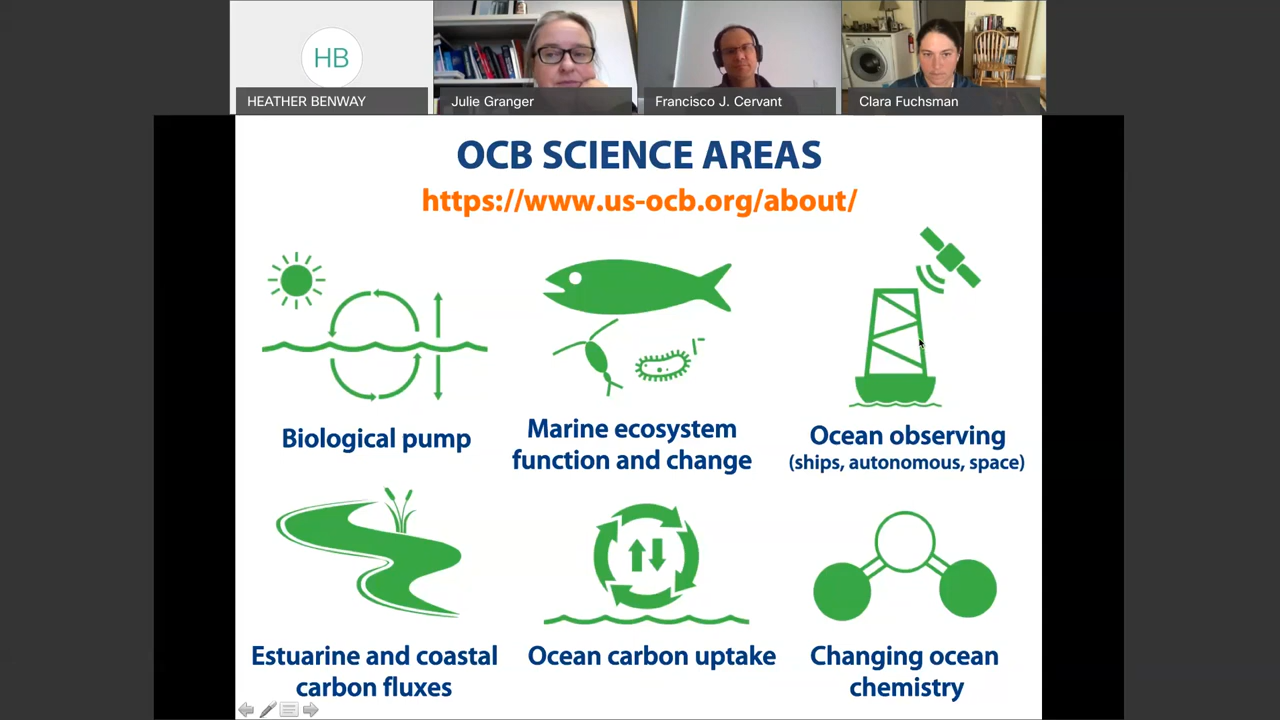 HB
HEATHER BENWAY
Julie Granger
Francisco J. Cervant
Clara Fuchsman
OCB SCIENCE AREAS
https://www.us-ocb.org/about/
Biological pump
Marine ecosystem
function and change
Ocean observing
(ships, autonomous, space)
Estuarine and coastal
carbon fluxes
Ocean carbon uptake
Changing ocean
chemistry